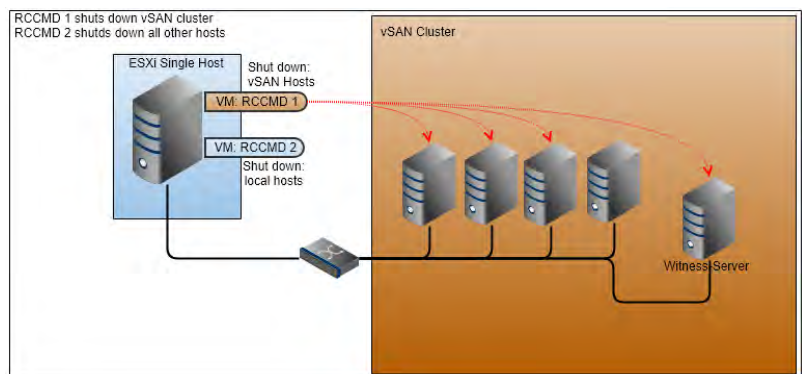 RCCMD 1 shuts down vSAN cluster
RCCMD 2 shutds down all other hosts
ESXi Single Host
Shut down:
vSAN Hosts
VM: RCCMD 1
VM: RCCMD 2
Shut down:
local hosts
vSAN Cluster
Witness-Server